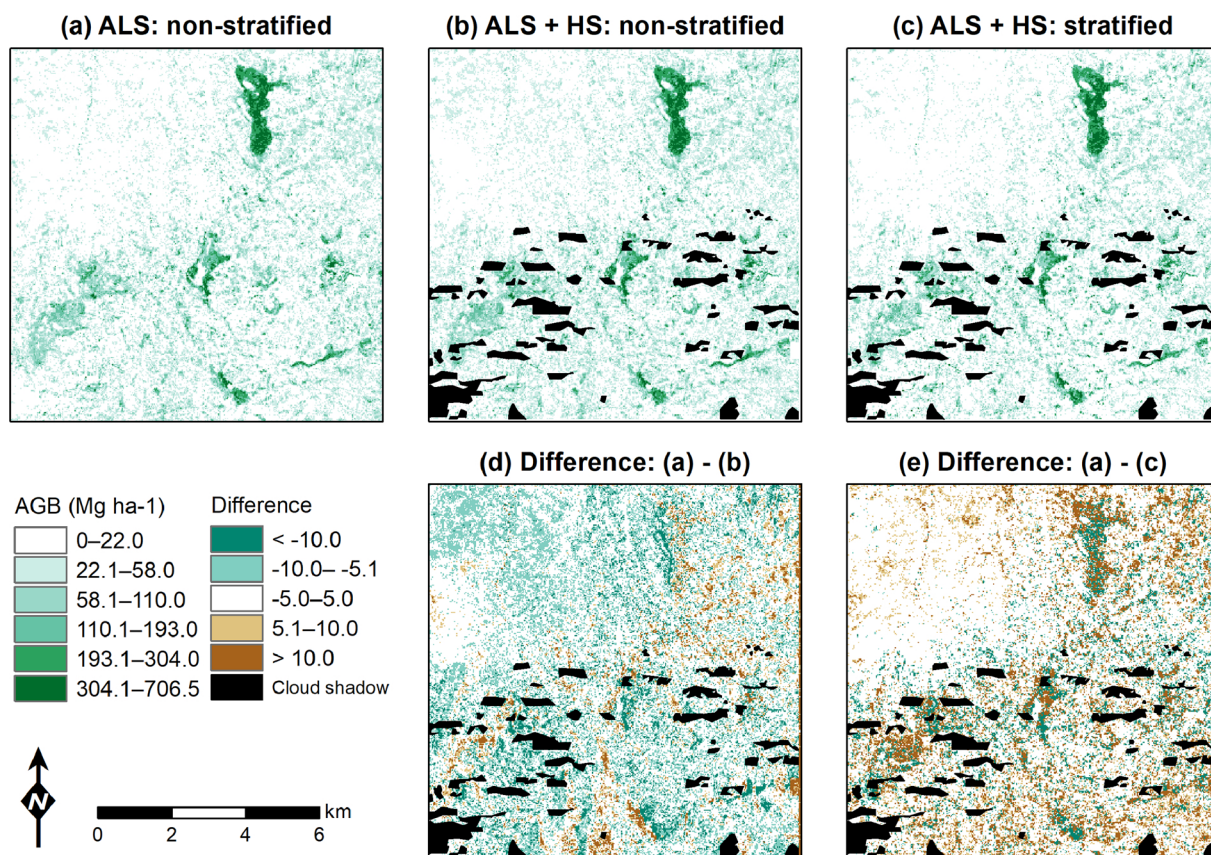 (a) ALS: non-stratified
(b) ALS + HS: non-stratified
(c) ALS + HS: stratified
(d) Difference: (a) - (b)
(e) Difference: (a) - (c)
AGB (Mg ha-1)
0–22.0
22.1–58.0
58.1–110.0
110.1–193.0
193.1–304.0
304.1–706.5
Difference
< -10.0
-10.0– -5.1
-5.0–5.0
5.1–10.0
> 10.0
Cloud shadow
N
km
0 2 4 6